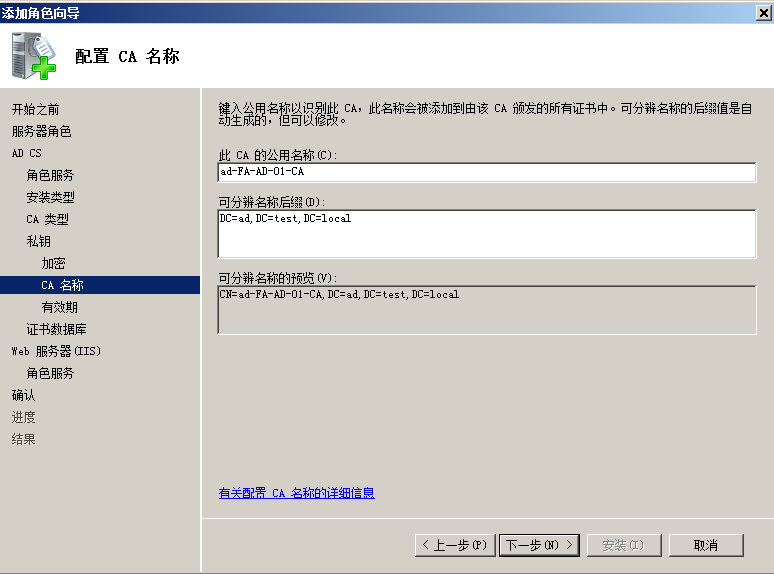 添加角色向导
配置 CA 名称
开始之前
服务器角色
AD CS
角色服务
安装类型
CA 类型
私钥
加密
CA 名称
有效期
证书数据库
Web 服务器(IIS)
角色服务
确认
进度
结果
键入公用名称以识别此 CA，此名称会被添加到由该 CA 颁发的所有证书中。可分辨名称的后缀值是自
动生成的，但可以修改。
此 CA 的公用名称(C):
ad-FA-AD-01-CA
可分辨名称后缀(D):
DC=ad,DC=test,DC=local
可分辨名称的预览(V):
CN=ad-FA-AD-01-CA,DC=ad,DC=test,DC=local
有关配置 CA 名称的详细信息
< 上一步(P) 下一步(N) > 安装(I) 取消